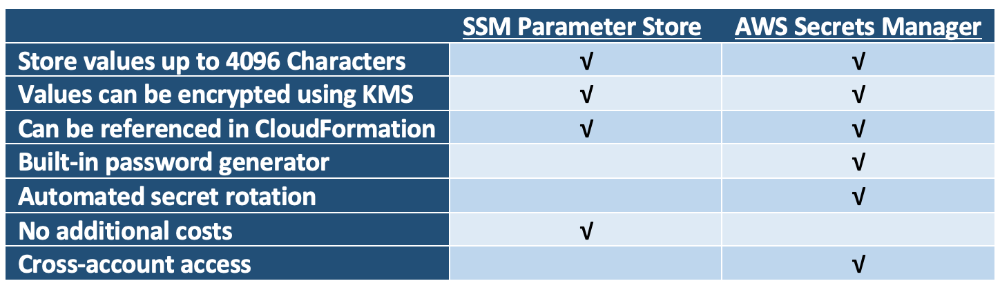 SSM Parameter Store AWS Secrets Manager
Store values up to 4096 Characters √ √
Values can be encrypted using KMS √ √
Can be referenced in CloudFormation √ √
Built-in password generator √
Automated secret rotation √
No additional costs √
Cross-account access √